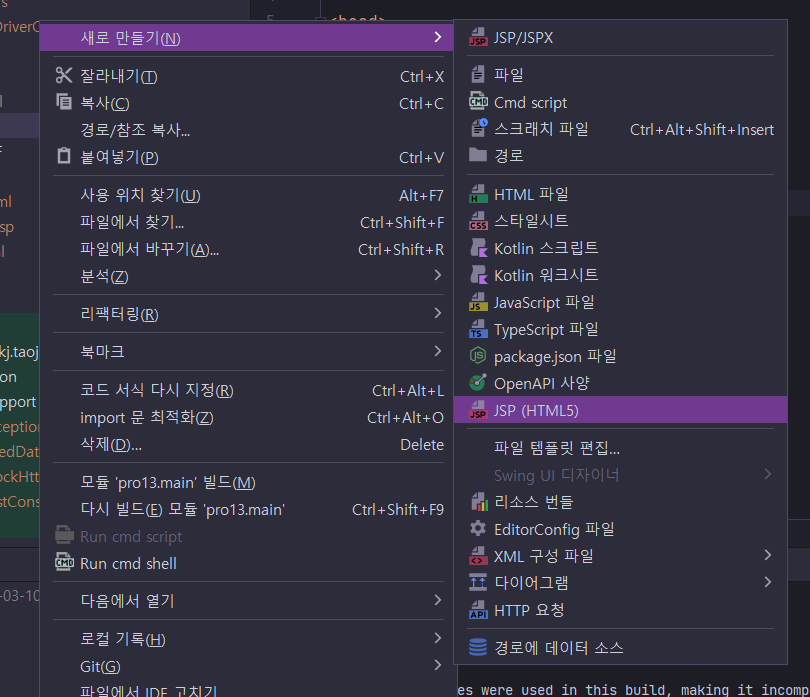 새로 만들기(N)
잘라내기(T) Ctrl+X
복사(C) Ctrl+C
경로/참조 복사...
붙여넣기(P) Ctrl+V
사용 위치 찾기(U) Alt+F7
파일에서 찾기... Ctrl+Shift+F
파일에서 바꾸기(A)... Ctrl+Shift+R
분석(Z)
리팩터링(R)
북마크
코드 서식 다시 지정(R) Ctrl+Alt+L
import 문 최적화(Z) Ctrl+Alt+O
삭제(D)... Delete
모듈 'pro13.main' 빌드(M)
다시 빌드(E) 모듈 'pro13.main' Ctrl+Shift+F9
Run cmd script
Run cmd shell
다음에서 열기
로컬 기록(H)
Git(G)
파일에서 IDE 고치기
JSP/JSPX
파일
Cmd script
스크래치 파일 Ctrl+Alt+Shift+Insert
경로
HTML 파일
스타일시트
Kotlin 스크립트
Kotlin 워크시트
JavaScript 파일
TypeScript 파일
package.json 파일
OpenAPI 사양
JSP (HTML5)
파일 템플릿 편집...
Swing UI 디자이너
리소스 번들
EditorConfig 파일
XML 구성 파일
다이어그램
HTTP 요청
경로에 데이터 소스
es were used in this build, making it incomp